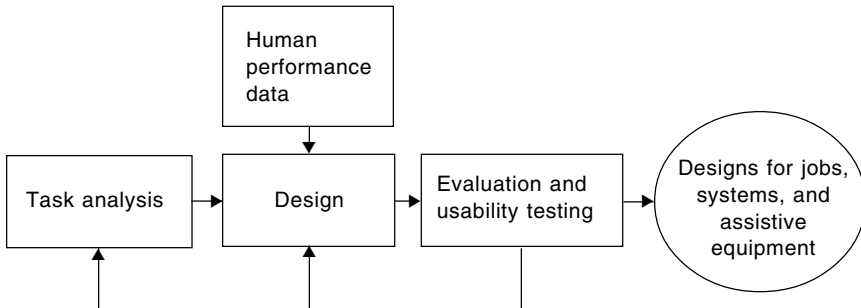 Human
performance
data
Task analysis
Design
Evaluation and
usability testing
Designs for jobs,
systems, and
assistive
equipment